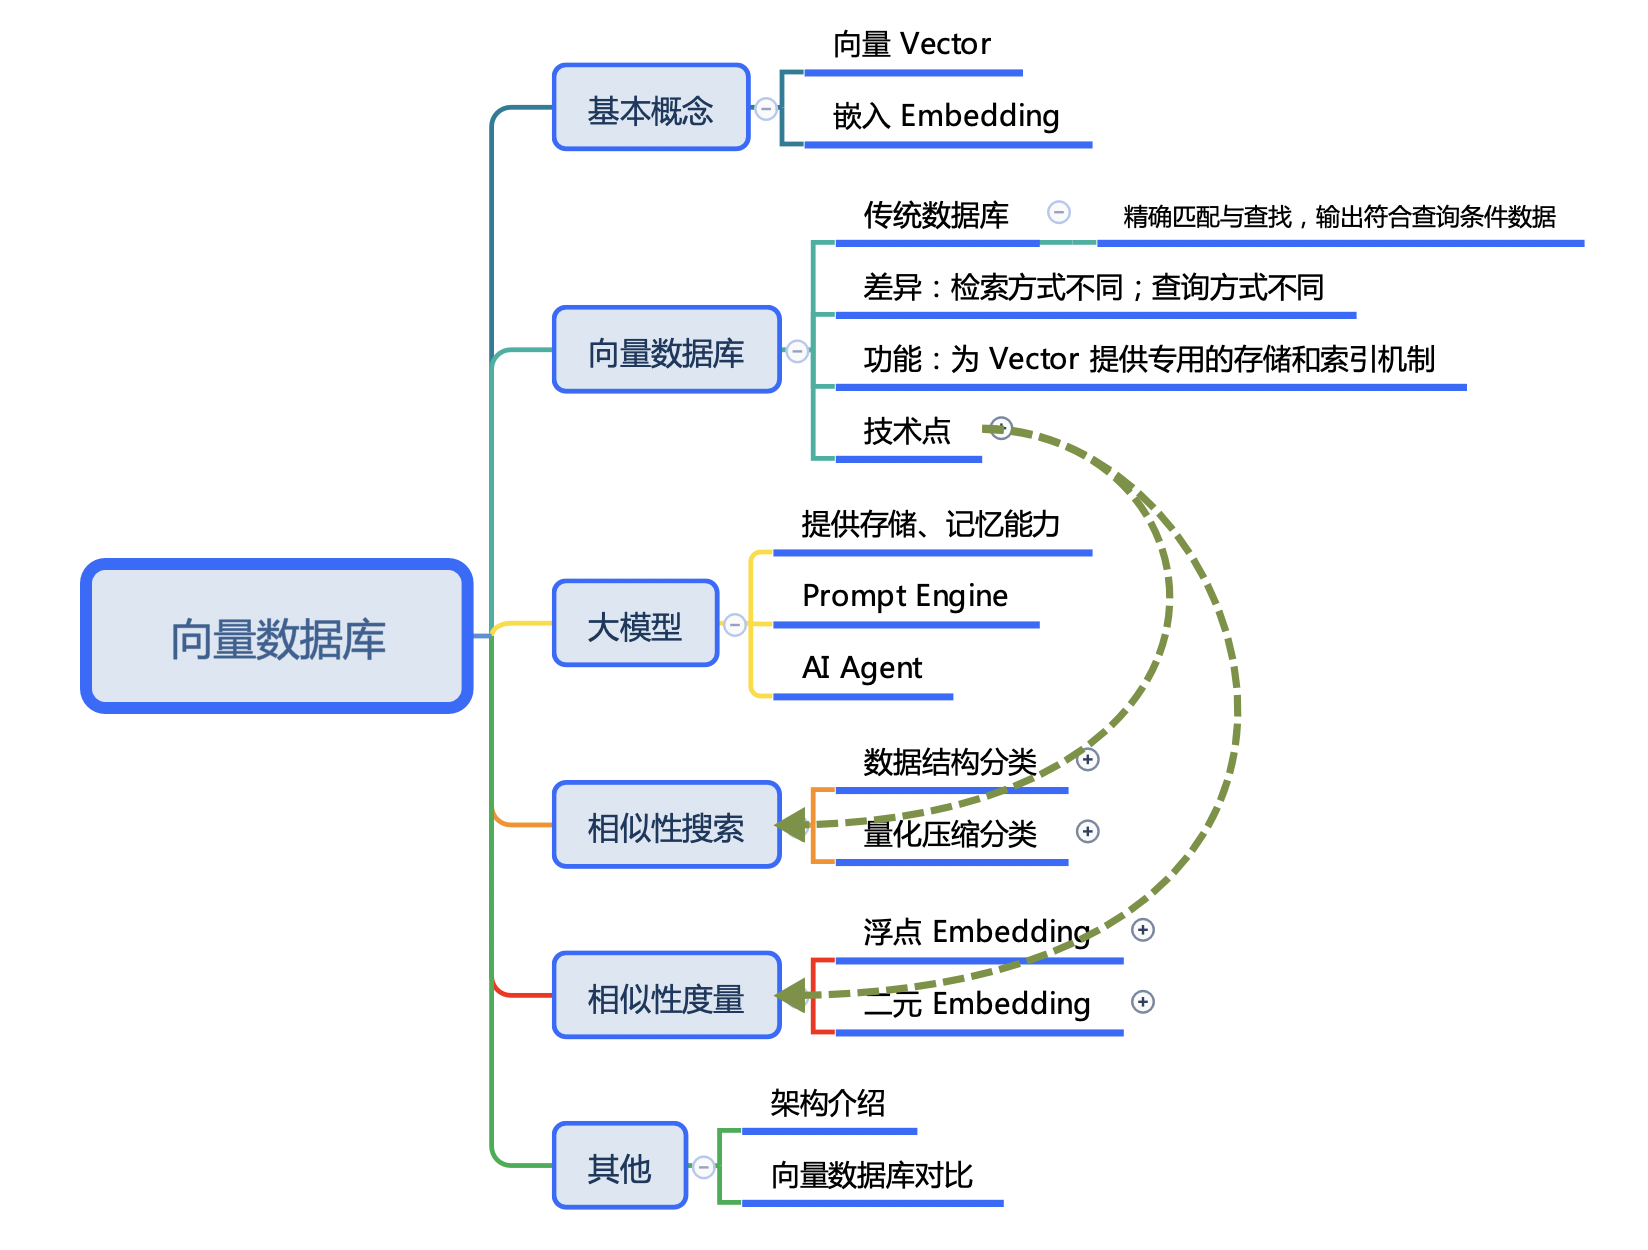 向量数据库
基本概念
向量 Vector
嵌入 Embedding
向量数据库
传统数据库
精确匹配与查找，输出符合查询条件数据
差异：检索方式不同；查询方式不同
功能：为 Vector 提供专用的存储和索引机制
技术点
大模型
提供存储、记忆能力
Prompt Engine
AI Agent
相似性搜索
数据结构分类
量化压缩分类
相似性度量
浮点 Embedding
二元 Embedding
其他
架构介绍
向量数据库对比